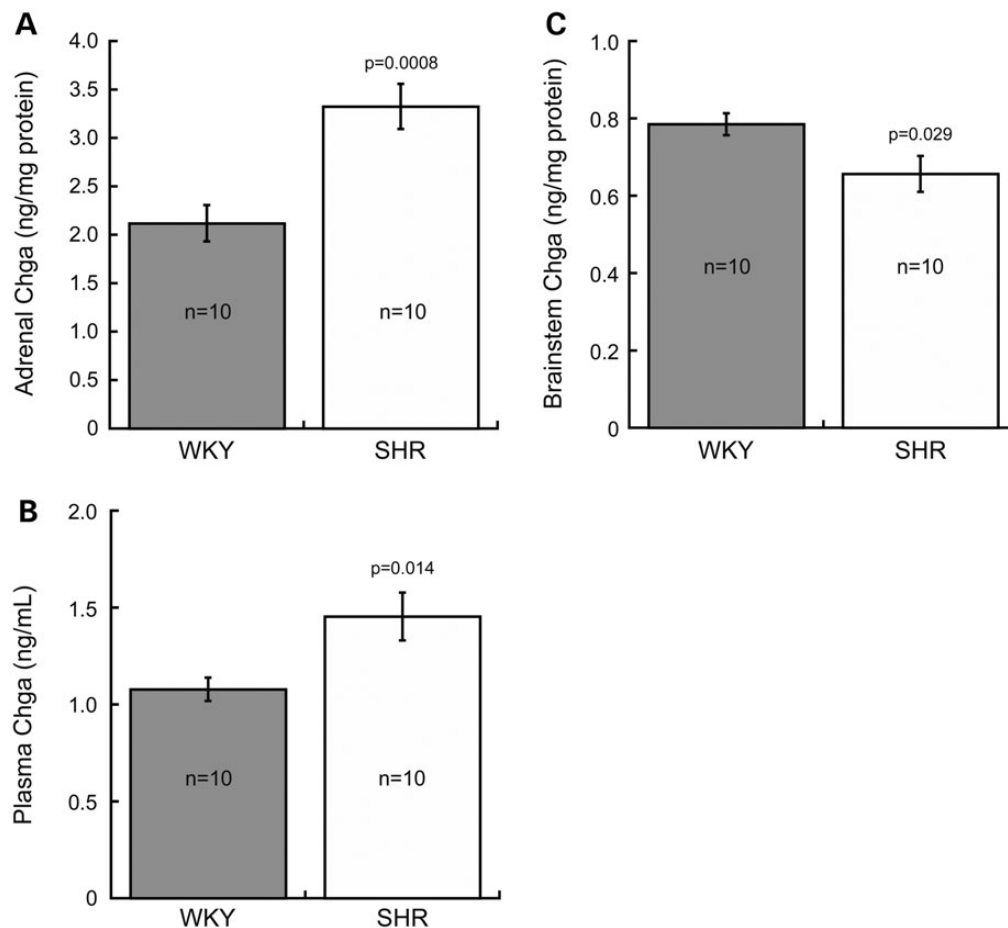 A
Adrenal Chga (ng/mg protein)
4.0
3.5
3.0
2.5
2.0
1.5
1.0
0.5
0
p=0.0008
n=10
n=10
WKY
SHR
C
Brainstem Chga (ng/mg protein)
1.0
0.8
0.6
0.4
0.2
0
p=0.029
n=10
n=10
WKY
SHR
B
Plasma Chga (ng/mL)
2.0
1.5
1.0
0.5
0
p=0.014
n=10
n=10
WKY
SHR